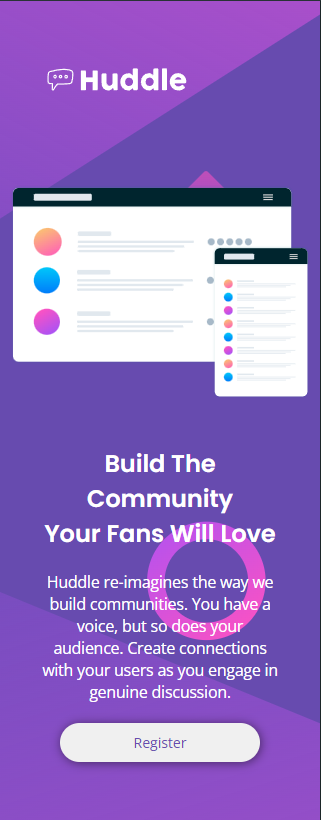 Huddle
Build The
Community
Your Fans Will Love
Huddle re-imagines the way we
build communities. You have a
voice, but so does your
audience. Create connections
with your users as you engage in
genuine discussion.
Register